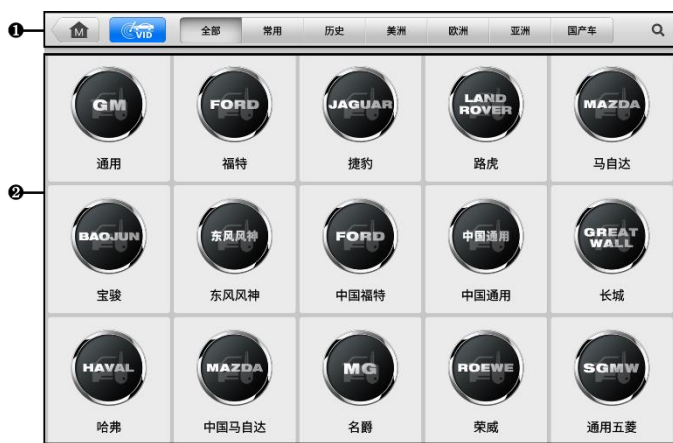 ❶
M
VID
全部 常用 历史 美洲 欧洲 亚洲 国产车
❷
GM FORD JAGUAR LAND ROVER MAZDA
通用 福特 捷豹 路虎 马自达
BAOJUN 东风风神 FORD 中国通用 GREAT WALL
宝骏 东风风神 中国福特 中国通用 长城
HAVAL MAZDA MG ROEWE SGMW
哈弗 中国马自达 名爵 荣威 通用五菱